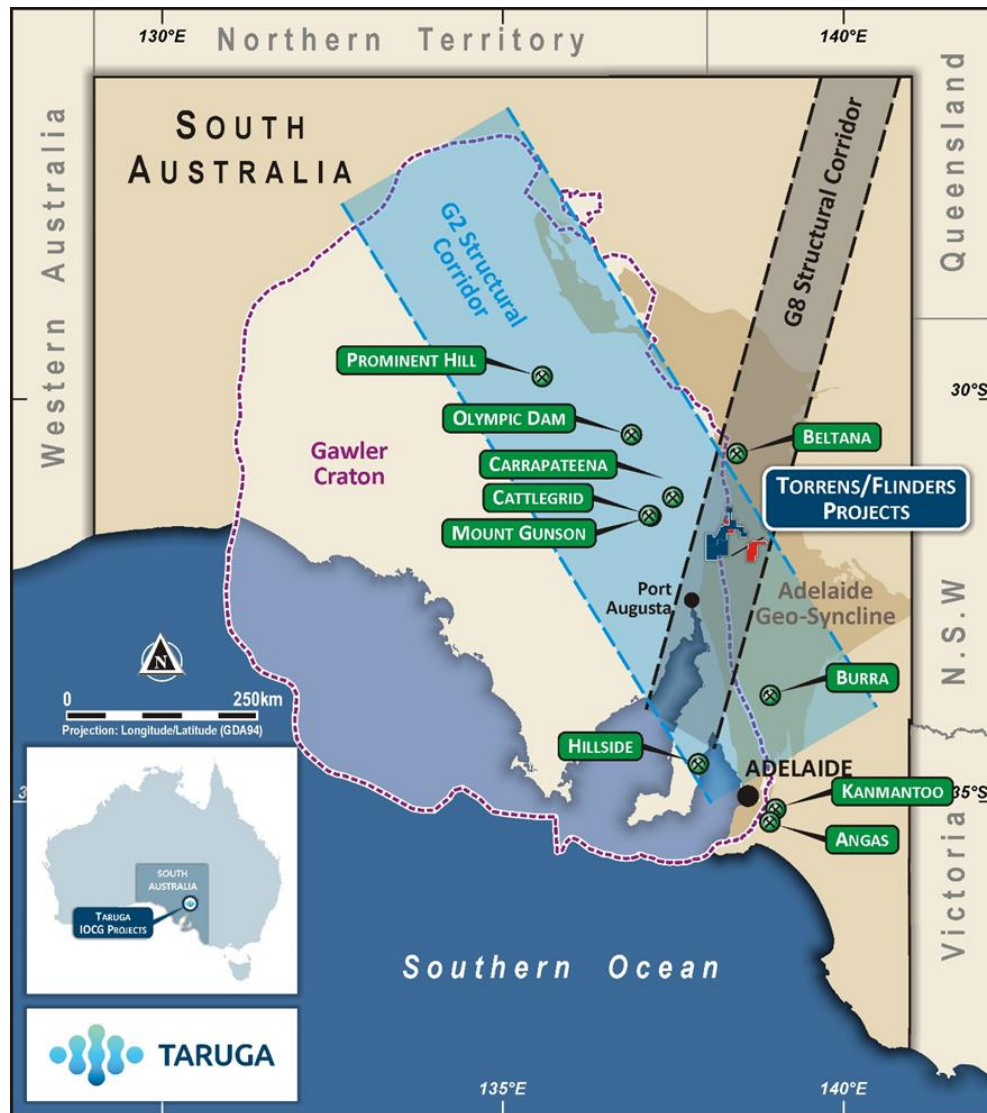 130°E
140°E
Northern Territory
SOUTH
AUSTRALIA
Western Australia
Queensland
G2 Structural
Corridor
G8 Structural Corridor
PROMINENT HILL
30°S
OLYMPIC DAM
BELTANA
Gawler
Craton
CARRAPATEENA
CATTLEGRID
MOUNT GUNSON
TORRENS/FLINDERS
PROJECTS
Port
Augusta
Adelaide
Geo-Syncline
N.S.W
N
0 250km
Projection: Longitude/Latitude (GDA94)
BURRA
HILLSIDE
ADELAIDE
KANMANTOO
35°S
ANGAS
Victoria
SOUTH
AUSTRALIA
TARUGA
IOCG PROJECTS
Southern Ocean
TARUGA
135°E
140°E